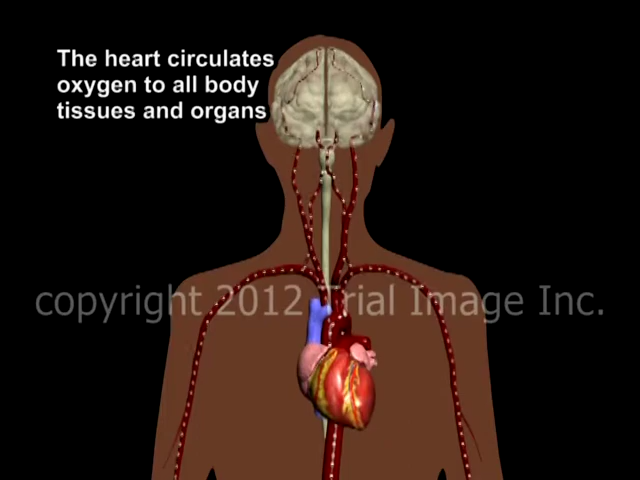 The heart circulates
oxygen to all body
tissues and organs
copyright 2012 Trial Image Inc.